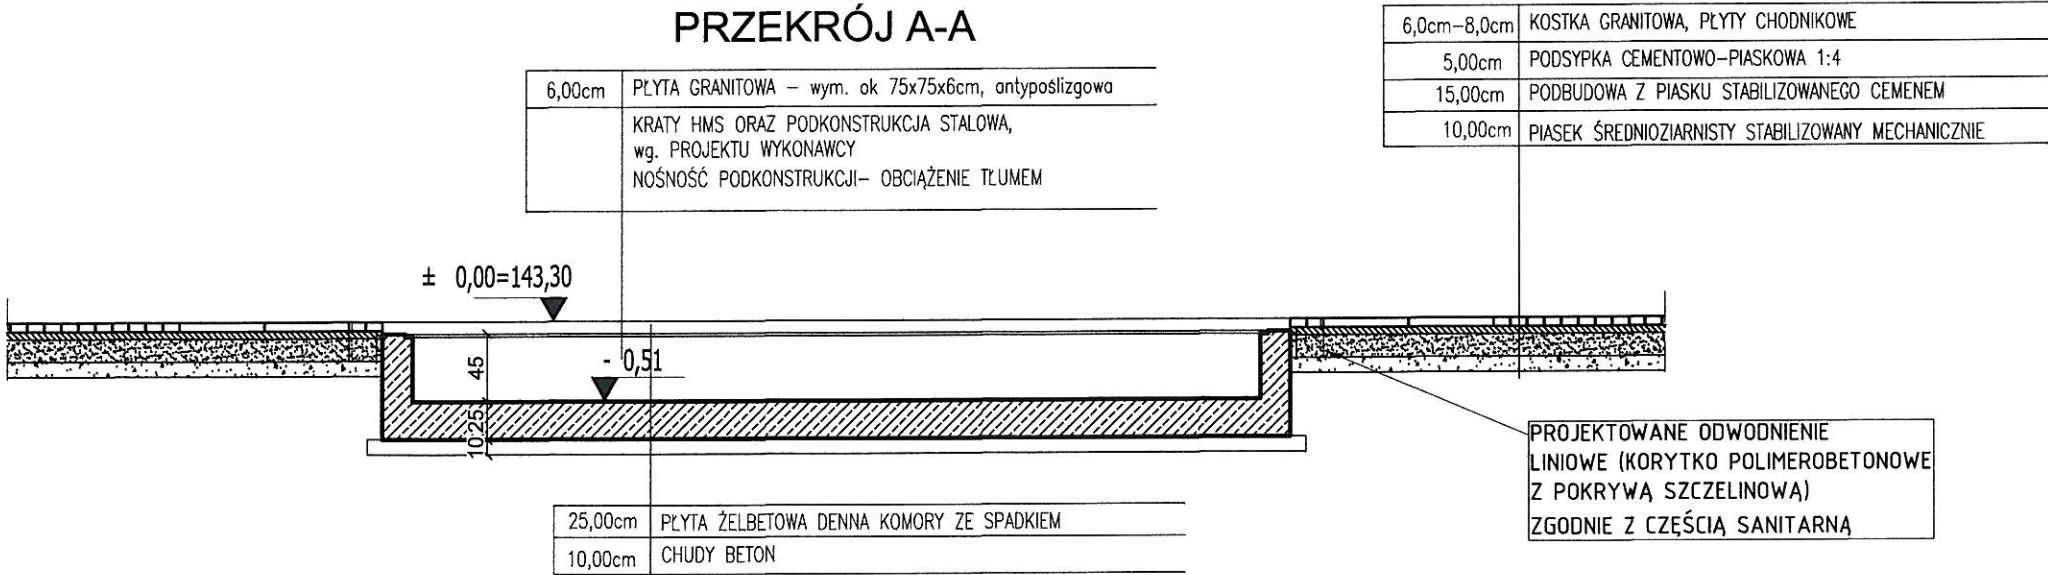 PRZEKRÓJ A-A
6,00cm PŁYTA GRANITOWA – wym. ok 75x75x6cm, antypoślizgowa
KRATY HMS ORAZ PODKONSTRUKCJA STALOWA,
wg. PROJEKTU WYKONAWCY
NOŚNOŚĆ PODKONSTRUKCJI– OBCIĄŻENIE TŁUMEM
6,0cm–8,0cm KOSTKA GRANITOWA, PŁYTY CHODNIKOWE
5,00cm PODSYPKA CEMENTOWO–PIASKOWA 1:4
15,00cm PODBUDOWA Z PIASKU STABILIZOWANEGO CEMENEM
10,00cm PIASEK ŚREDNIOZIARNISTY STABILIZOWANY MECHANICZNIE
± 0,00=143,30
- 0,51
45
25
10
PROJEKTOWANE ODWODNIENIE
LINIOWE (KORYTKO POLIMEROBETONOWE
Z POKRYWĄ SZCZELINOWĄ)
ZGODNIE Z CZĘŚCIĄ SANITARNĄ
25,00cm PŁYTA ŻELBETOWA DENNA KOMORY ZE SPADKIEM
10,00cm CHUDY BETON